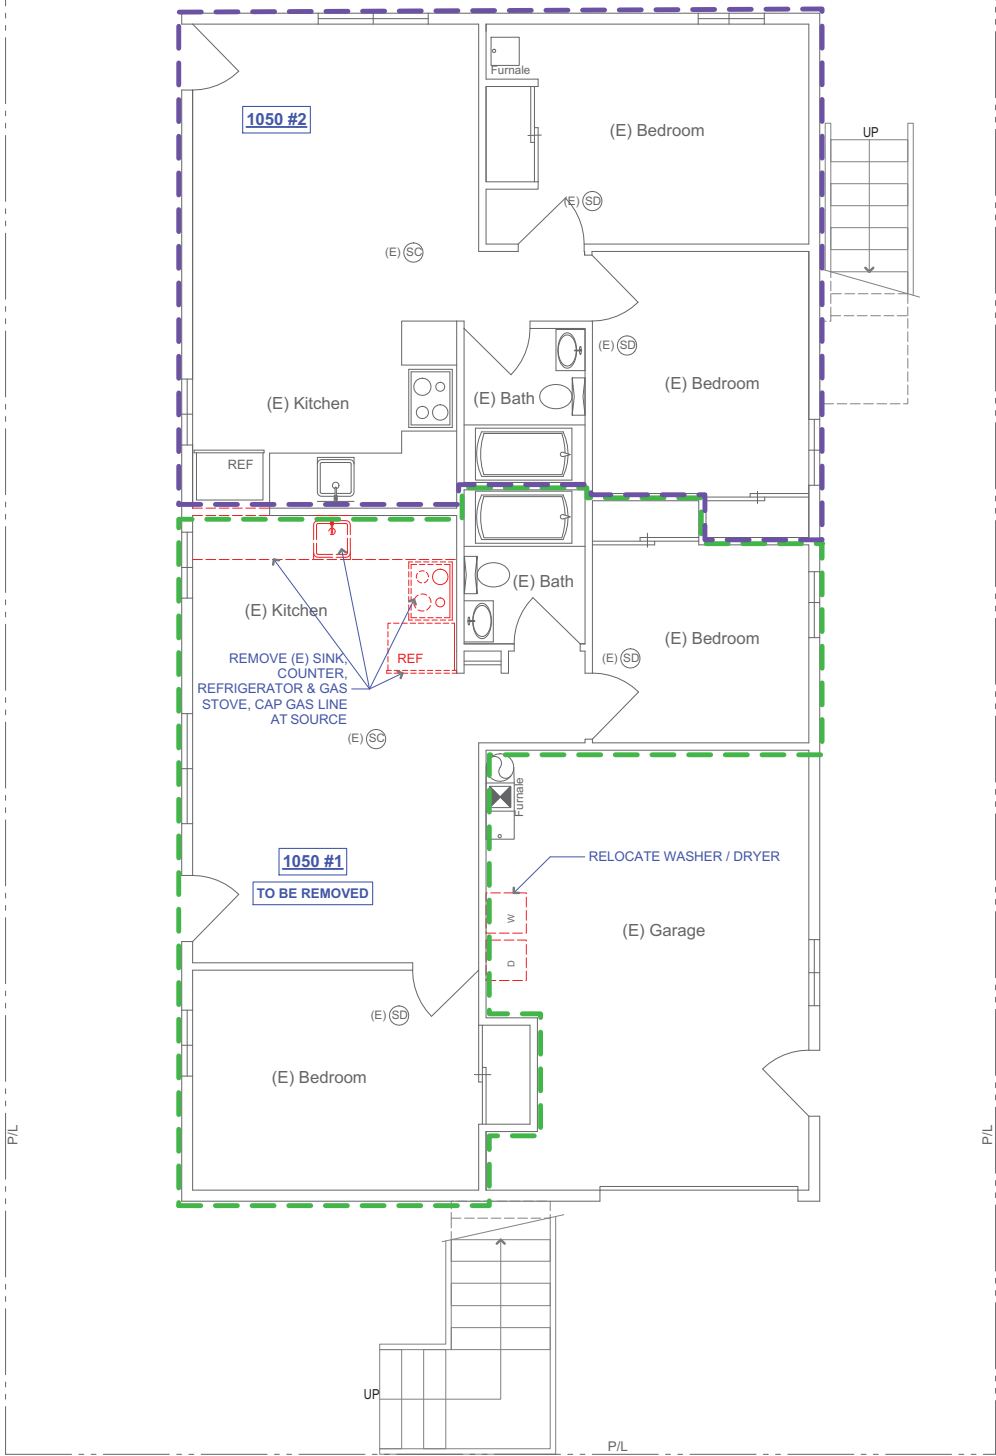 Furnale
1050 #2
(E) Bedroom
UP
(E) SD
(E) SC
(E) SD
(E) Bedroom
(E) Kitchen
(E) Bath
REF
(E) Bath
(E) Kitchen
(E) Bedroom
REMOVE (E) SINK,
COUNTER,
REFRIGERATOR & GAS
STOVE, CAP GAS LINE
AT SOURCE
REF
(E) SD
(E) SC
Furnale
1050 #1
TO BE REMOVED
RELOCATE WASHER / DRYER
W
(E) Garage
D
(E) SD
(E) Bedroom
P/L
P/L
UP
P/L